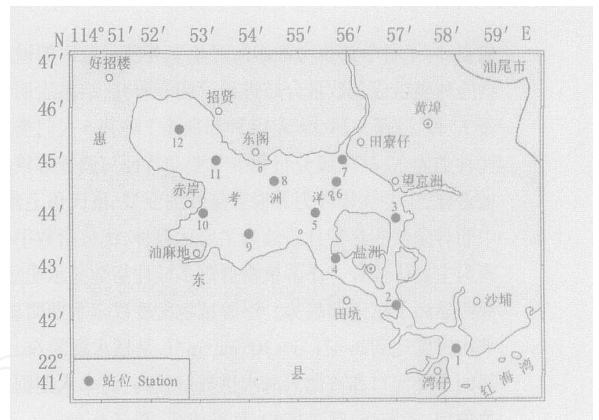 N 114° 51′ 52′ 53′ 54′ 55′ 56′ 57′ 58′ 59′ E
47′
好招楼
汕尾市
46′
招贤
黄埠
惠
12
东阁
田寮仔
45′
11
7
8
6
望京洲
赤岸
考 洲 洋
44′
10
5
3
9
汕麻地
盐洲
43′
4
东
2
田坑
沙埔
42′
1
22°
41′
站位 Station
县
湾仔
红海湾